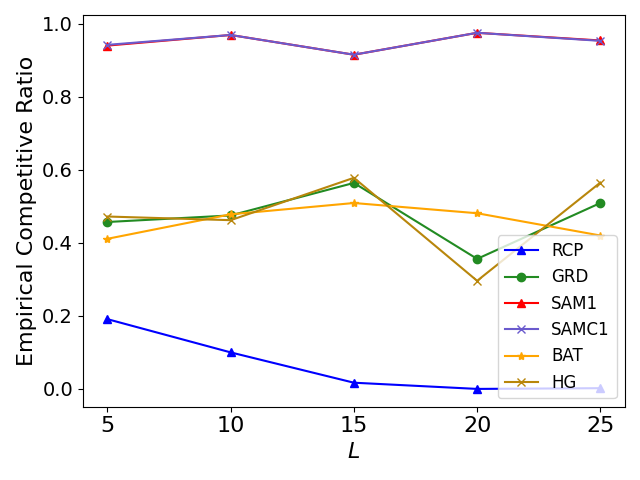 Empirical Competitive Ratio
1.0
0.8
0.6
0.4
0.2
0.0
RCP
GRD
SAM1
SAMC1
BAT
HG
5 10 15 20 25
L